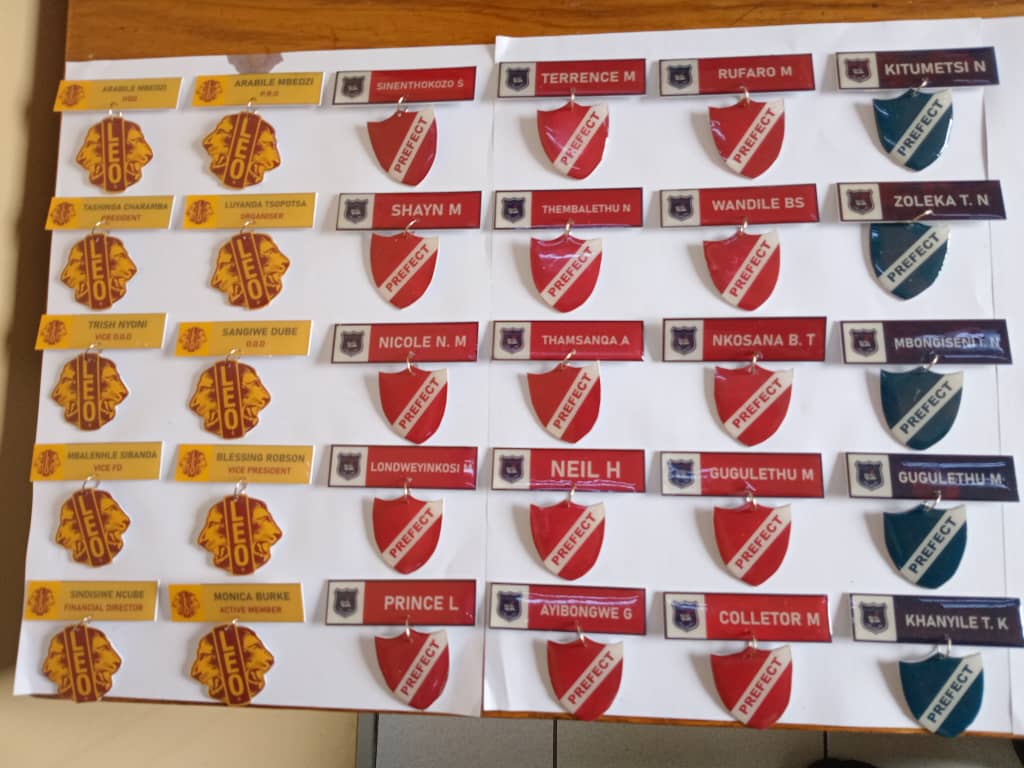 ARABILE MBEDZI
LEO
ARABILE MBEDZI
LEO
SINENTHOKOZO S
PREFECT
TERRENCE M
PREFECT
RUFARO M
PREFECT
KITUMETSI N
PREFECT
TASHINGA CHARAMBA
PRESIDENT
LEO
LUYANDA TSOPOTSA
ORGANISER
LEO
SHAYN M
PREFECT
THEMBALETHU N
PREFECT
WANDILE BS
PREFECT
ZOLEKA T. N
PREFECT
TRISH NYONI
VICE O.O.D
LEO
SANGIWE DUBE
O.O.D
LEO
NICOLE N. M
PREFECT
THAMSANQA A
PREFECT
NKOSANA B. T
PREFECT
MBONGISENI T. N
PREFECT
MBALENHLE SIBANDA
VICE FD
LEO
BLESSING ROBSON
VICE PRESIDENT
LEO
LONDWEYINKOSI M
PREFECT
NEIL H
PREFECT
GUGULETHU M
PREFECT
GUGULETHU M
PREFECT
SINDISIWE NCUBE
FINANCIAL DIRECTOR
LEO
MONICA BURKE
ACTIVE MEMBER
LEO
PRINCE L
PREFECT
AYIBONGWE G
PREFECT
COLLETOR M
PREFECT
KHANYILE T. K
PREFECT